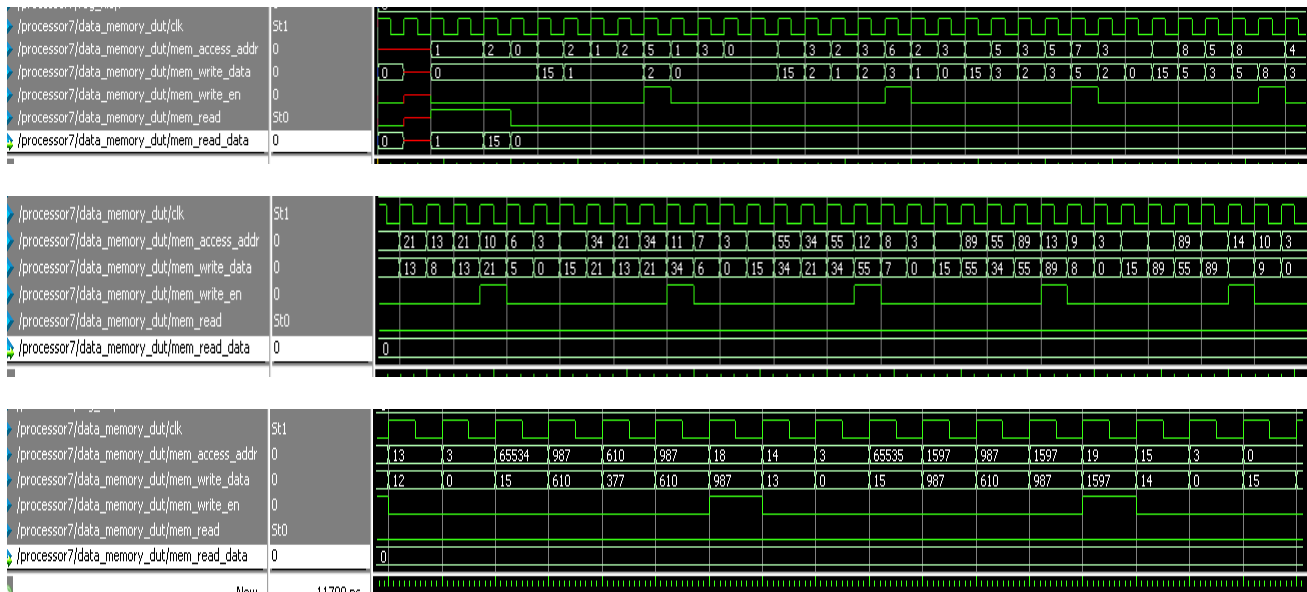 /processor7/data_memory_dut/clk St1
/processor7/data_memory_dut/mem_access_addr 0 1 2 0 2 1 2 5 1 3 0 3 2 3 6 2 3 5 3 5 7 3 8 5 8 4
/processor7/data_memory_dut/mem_write_data 0 0 0 15 1 2 0 15 2 1 2 3 1 0 15 3 2 3 5 2 0 15 5 3 5 8 3
/processor7/data_memory_dut/mem_write_en 0
/processor7/data_memory_dut/mem_read St0
/processor7/data_memory_dut/mem_read_data 0 0 1 15 0
/processor7/data_memory_dut/clk St1
/processor7/data_memory_dut/mem_access_addr 0 21 13 21 10 6 3 34 21 34 11 7 3 55 34 55 12 8 3 89 55 89 13 9 3 89 14 10 3
/processor7/data_memory_dut/mem_write_data 0 13 8 13 21 5 0 15 21 13 21 34 6 0 15 34 21 34 55 7 0 15 55 34 55 89 8 0 15 89 55 89 9 0
/processor7/data_memory_dut/mem_write_en 0
/processor7/data_memory_dut/mem_read St0
/processor7/data_memory_dut/mem_read_data 0 0
/processor7/data_memory_dut/clk St1
/processor7/data_memory_dut/mem_access_addr 0 13 3 65534 987 610 987 18 14 3 65535 1597 987 1597 19 15 3 0
/processor7/data_memory_dut/mem_write_data 0 12 0 15 610 377 610 987 13 0 15 987 610 987 1597 14 0 15
/processor7/data_memory_dut/mem_write_en 0
/processor7/data_memory_dut/mem_read St0
/processor7/data_memory_dut/mem_read_data 0 0